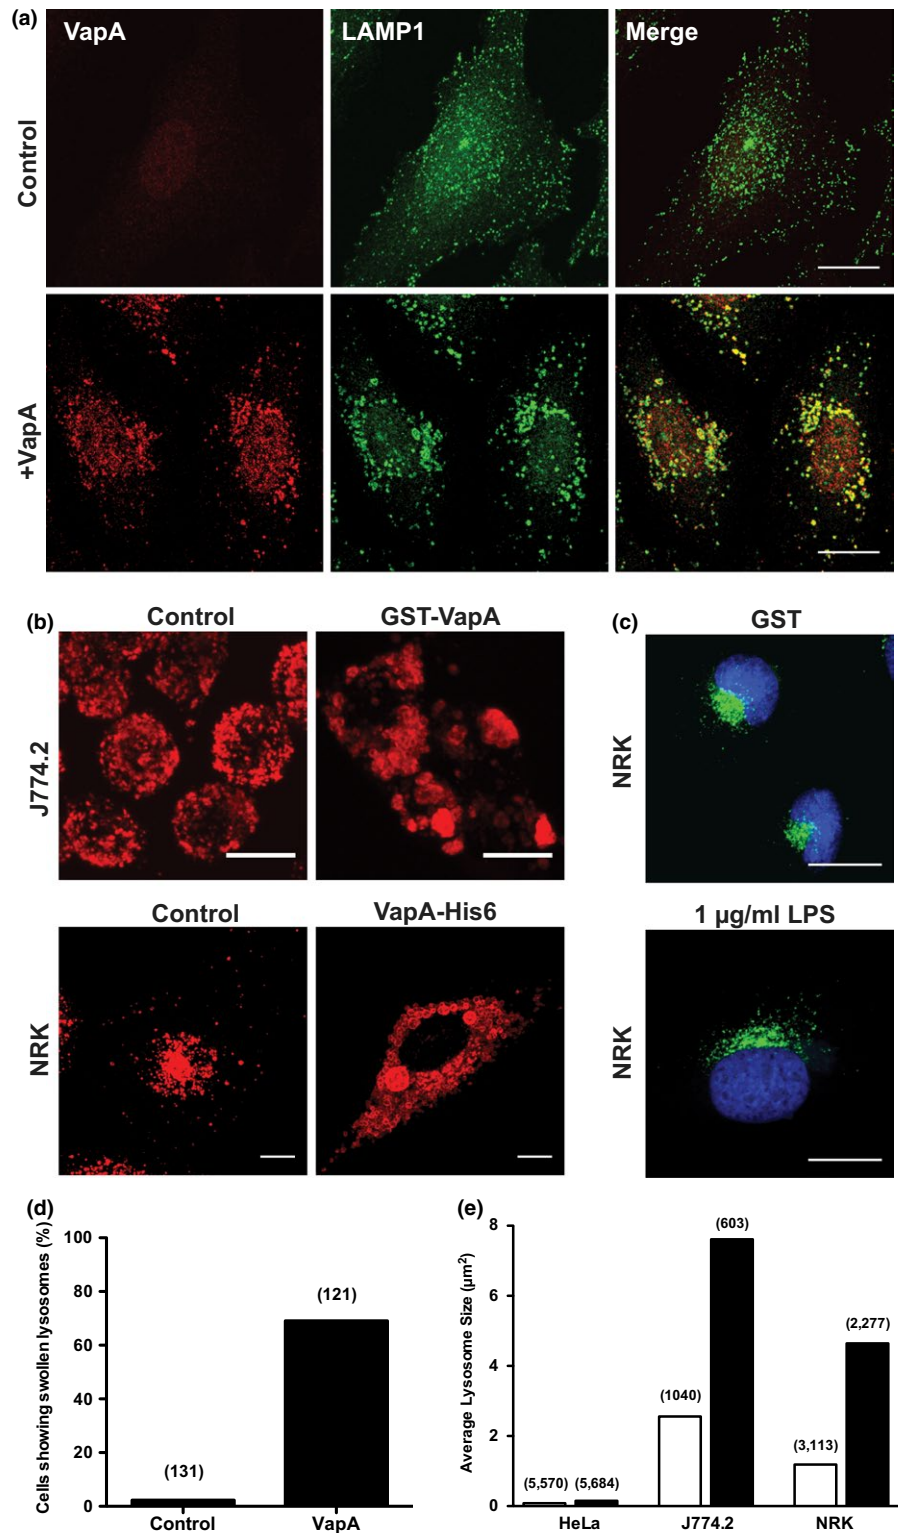 (a)
VapA
LAMP1
Merge
Control
+VapA
(b)
Control
GST-VapA
J774.2
Control
VapA-His6
NRK
(c)
GST
NRK
1 µg/ml LPS
NRK
(d)
Cells showing swollen lysosomes (%)
100
80
60
40
20
0
(131)
(121)
Control
VapA
(e)
Average Lysosome Size (µm²)
8
6
4
2
0
(5,570)
(5,684)
(1040)
(603)
(3,113)
(2,277)
HeLa
J774.2
NRK